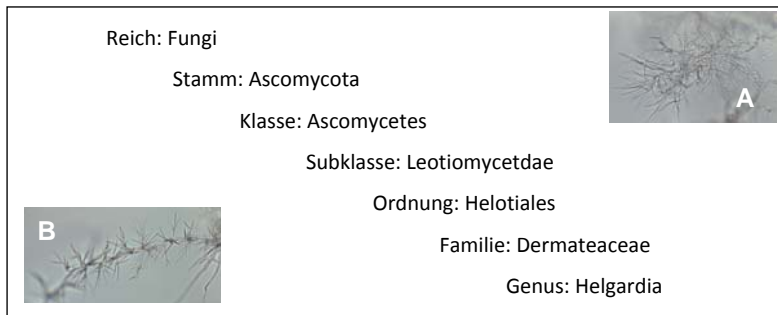 Reich: Fungi
A
Stamm: Ascomycota
Klasse: Ascomycetes
Subklasse: Leotiomycetdae
Ordnung: Helotiales
B
Familie: Dermateaceae
Genus: Helgardia